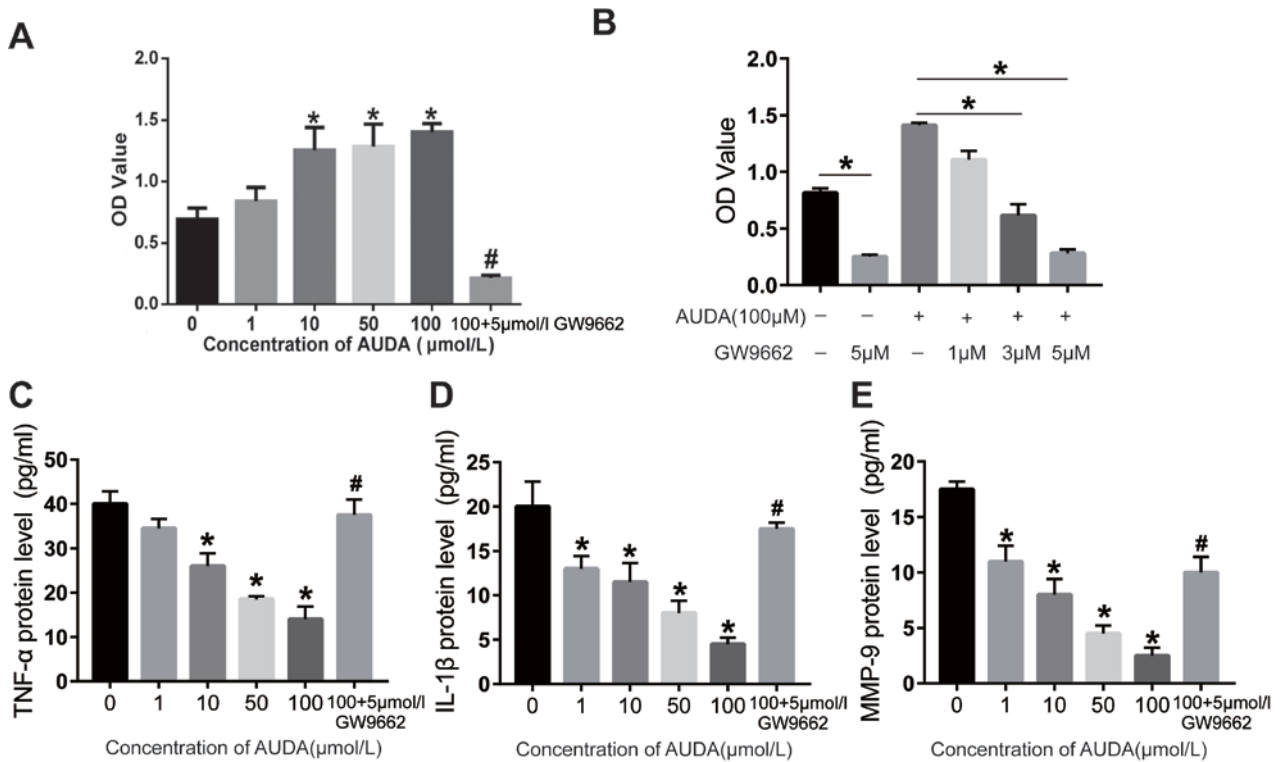 A
OD Value
2.0
1.5
1.0
0.5
0.0
* * * #
0 1 10 50 100 100+5μmol/l GW9662
Concentration of AUDA ( μmol/L)
B
OD Value
2.0
1.5
1.0
0.5
0.0
*
*
*
AUDA(100μM) − − + + + +
GW9662 − 5μM − 1μM 3μM 5μM
C
TNF-α protein level (pg/ml)
50
40
30
20
10
0
* * * #
0 1 10 50 100 100+5μmol/l
GW9662
Concentration of AUDA(μmol/L)
D
IL-1β protein level (pg/ml)
25
20
15
10
5
0
* * * * #
0 1 10 50 100 100+5μmol/l
GW9662
Concentration of AUDA(μmol/L)
E
MMP-9 protein level (pg/ml)
20
15
10
5
0
* * * * #
0 1 10 50 100 100+5μmol/l
GW9662
Concentration of AUDA(μmol/L)